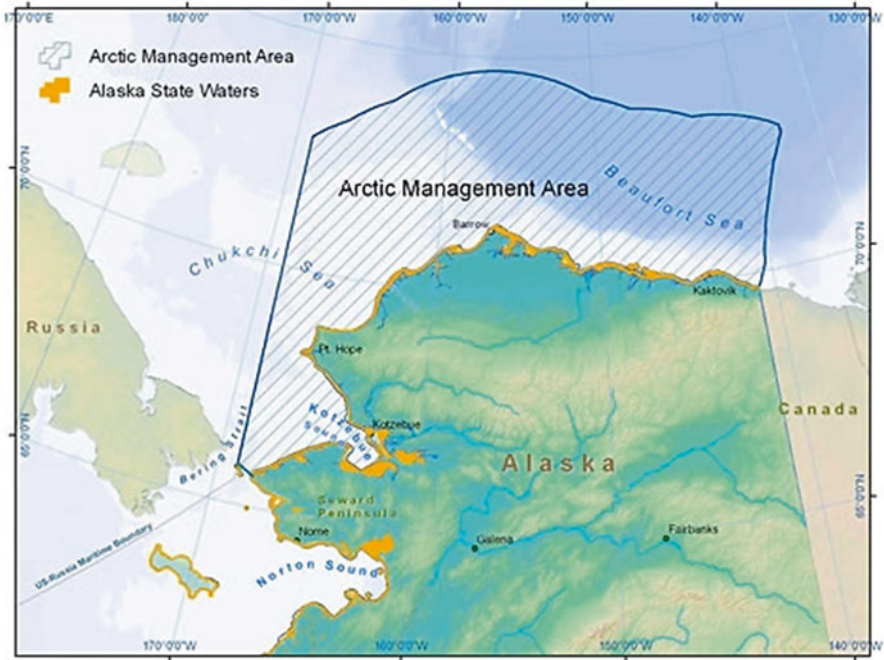 170°0'0"E
180°0'0"
170°0'0"W
160°0'0"W
150°0'0"W
140°0'0"W
130°0'0"W
Arctic Management Area
Alaska State Waters
70°0'0"N
Arctic Management Area
Beaufort Sea
Barrow
Chukchi Sea
70°0'0"N
Kaktovik
Russia
Pt. Hope
Canada
Kotzebue
Sound
Kotzebue
65°0'0"N
Bering Strait
Alaska
Seward
Peninsula
65°0'0"N
Nome
Galena
Fairbanks
US-Russia Maritime Boundary
Norton Sound
170°0'0"W
160°0'0"W
150°0'0"W
140°0'0"W